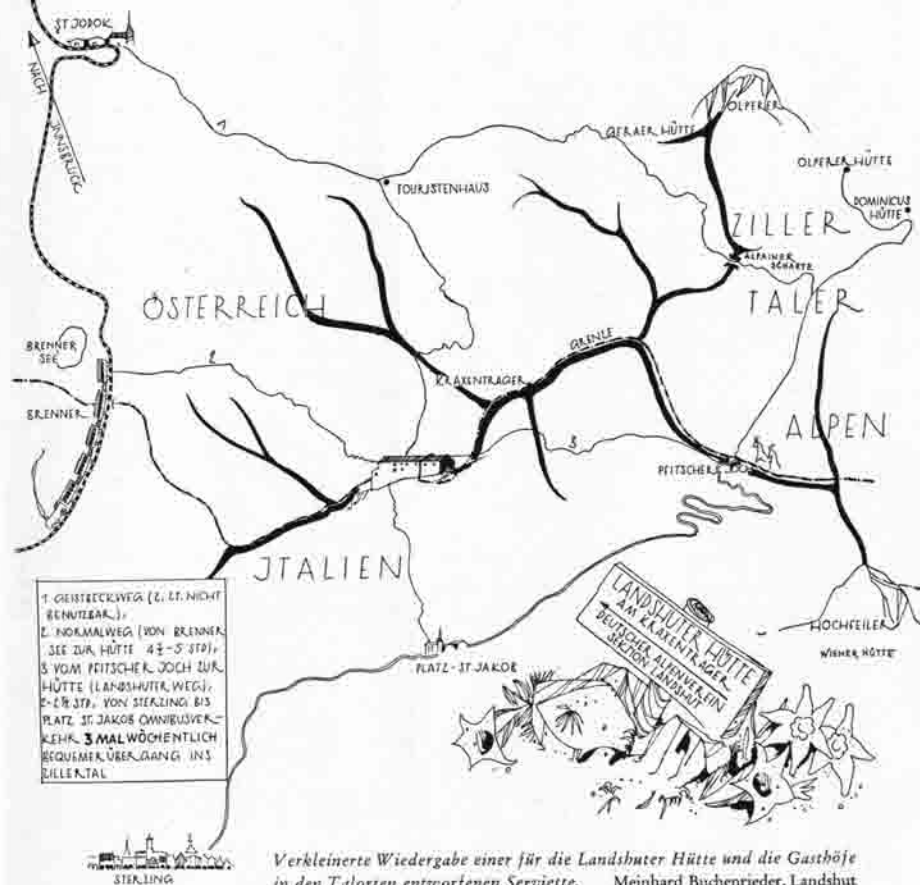 ST JODOK
NACH
INNSBRUCK
1
GERAER HÜTTE
OLPERER
TOURISTENHAUS
OLPERER HÜTTE
DOMINICUS
HÜTTE
ZILLER
ALPAINER
SCHARTE
TALER
ÖSTERREICH
BRENNER
SEE
2
GRENZE
KRAXENTRAGER
BRENNER
ALPEN
3
PFITSCHER J.
JTALIEN
1. GEISTBECKWEG (Z. ZT. NICHT
BENUTZBAR),
2. NORMALWEG (VON BRENNER
SEE ZUR HÜTTE 4½-5 STD),
3 VOM PFITSCHER JOCH ZUR
HÜTTE (LANDSHUTER WEG),
2-2½ STD, VON STERZING BIS
PLATZ ST. JAKOB OMNIBUSVER-
KEHR 3 MAL WÖCHENTLICH
BEQUEMER ÜBERGANG INS
ZILLERTAL
LANDSHUTER HÜTTE
AM KRAXENTRAGER
DEUTSCHER ALPENVEREIN
SEKTION LANDSHUT
HOCHFEILER
WIENER HÜTTE
PLATZ-ST.JAKOB
STERZING
Verkleinerte Wiedergabe einer für die Landshuter Hütte und die Gasthöfe
in den Talorten entworfenen Serviette. Meinhard Buchenrieder, Landshut